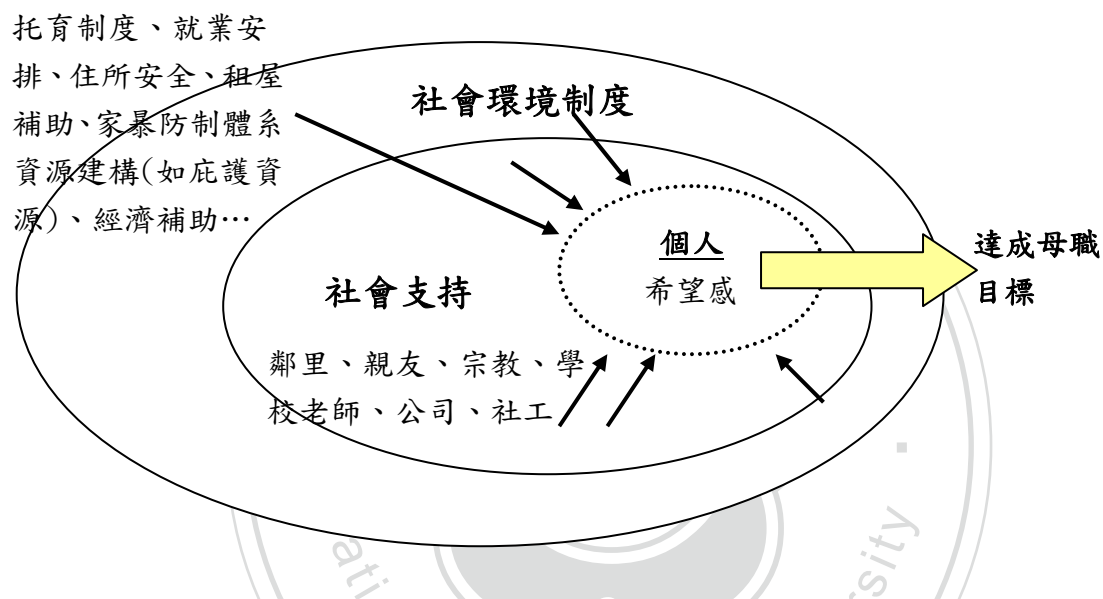 托育制度、就業安
排、住所安全、租屋
補助、家暴防制體系
資源建構(如庇護資
源)、經濟補助…
社會環境制度
個人
希望感
達成母職
目標
社會支持
鄰里、親友、宗教、學
校老師、公司、社工
ati
ersity